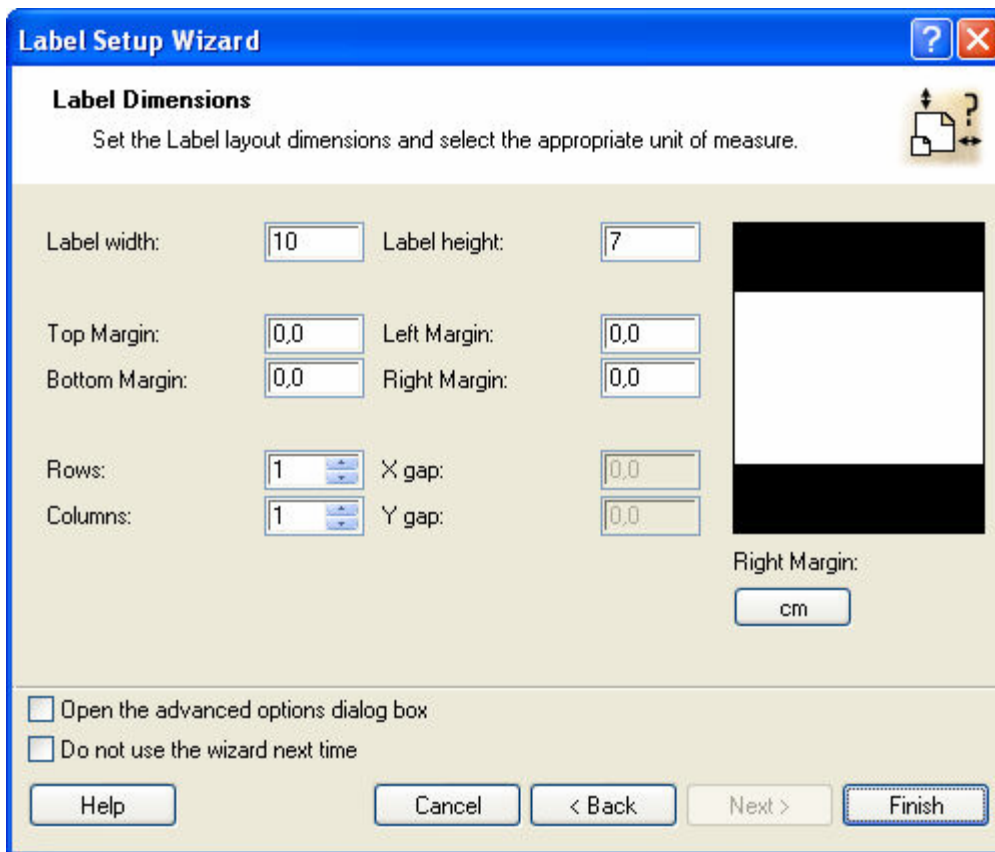 Label Setup Wizard
Label Dimensions
Set the Label layout dimensions and select the appropriate unit of measure.
Label width: 10 Label height: 7
Top Margin: 0,0 Left Margin: 0,0
Bottom Margin: 0,0 Right Margin: 0,0
Rows: 1 X gap: 0,0
Columns: 1 Y gap: 0,0
Right Margin:
cm
Open the advanced options dialog box
Do not use the wizard next time
Help Cancel < Back Next > Finish